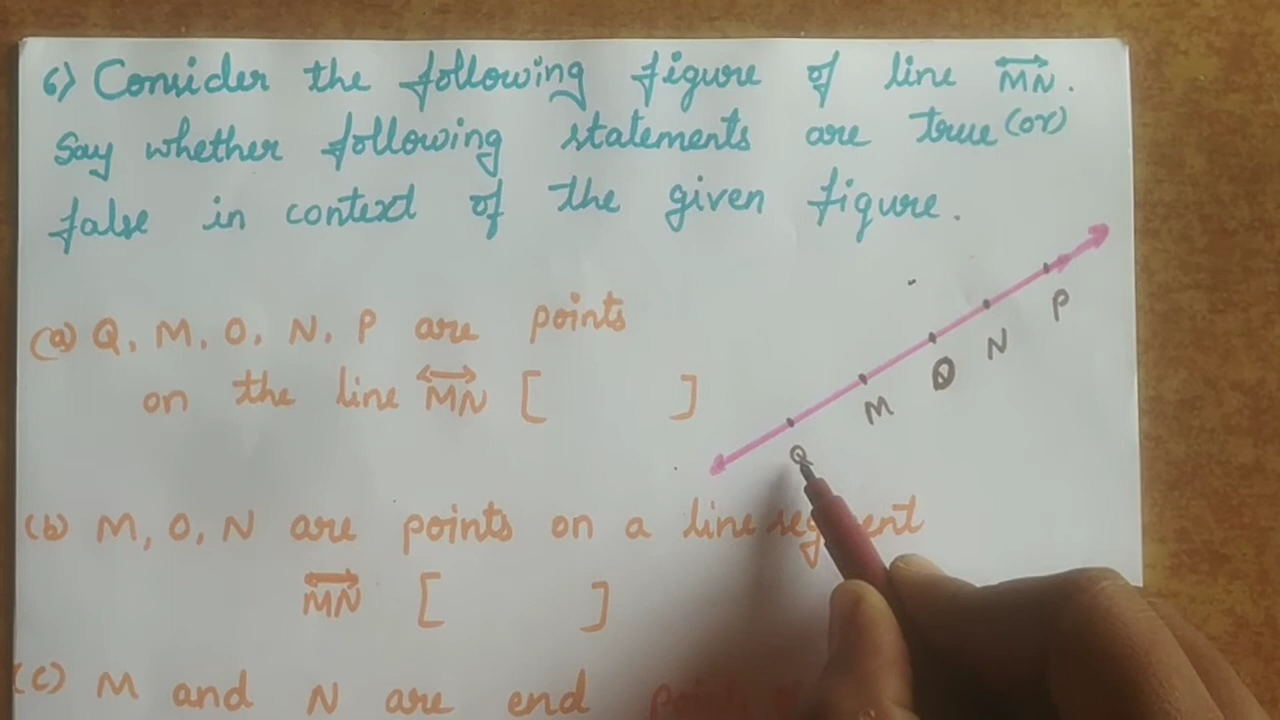 6) Consider the following figure of line MN.
Say whether following statements are true (or)
false in context of the given figure.
(a) Q, M, O, N, P are points
on the line MN [ ]
(b) M, O, N are points on a line segment
MN [ ]
(c) M and N are end
P
N
O
M
Q